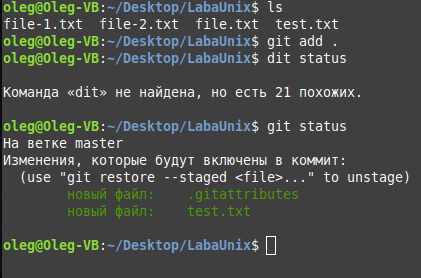 oleg@Oleg-VB:~/Desktop/LabaUnix$ ls
file-1.txt  file-2.txt  file.txt  test.txt
oleg@Oleg-VB:~/Desktop/LabaUnix$ git add .
oleg@Oleg-VB:~/Desktop/LabaUnix$ dit status
Команда «dit» не найдена, но есть 21 похожих.
oleg@Oleg-VB:~/Desktop/LabaUnix$ git status
На ветке master
Изменения, которые будут включены в коммит:
  (use "git restore --staged <file>..." to unstage)
        новый файл:    .gitattributes
        новый файл:    test.txt
oleg@Oleg-VB:~/Desktop/LabaUnix$